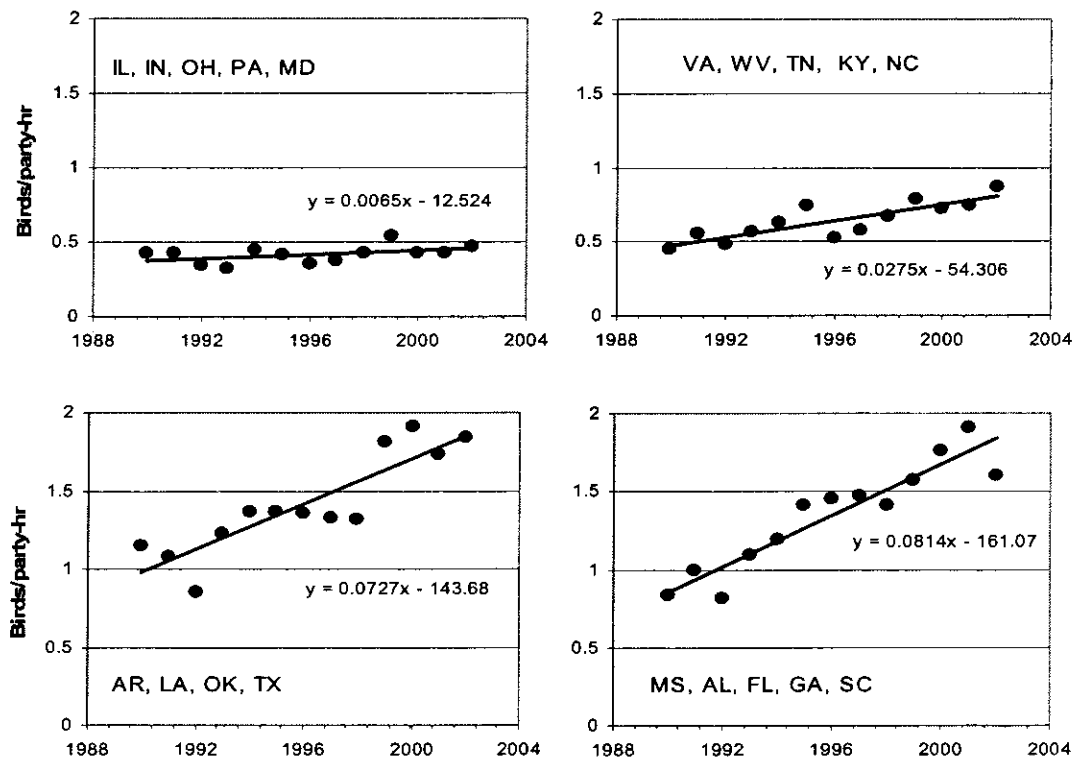 2
IL, IN, OH, PA, MD
1.5
Birds/party-hr
1
y = 0.0065x - 12.524
0.5
0
1988 1992 1996 2000 2004
2
VA, WV, TN, KY, NC
1.5
1
0.5
y = 0.0275x - 54.306
0
1988 1992 1996 2000 2004
2
1.5
Birds/party-hr
1
y = 0.0727x - 143.68
0.5
AR, LA, OK, TX
0
1988 1992 1996 2000 2004
2
1.5
y = 0.0814x - 161.07
1
0.5
MS, AL, FL, GA, SC
0
1988 1992 1996 2000 2004